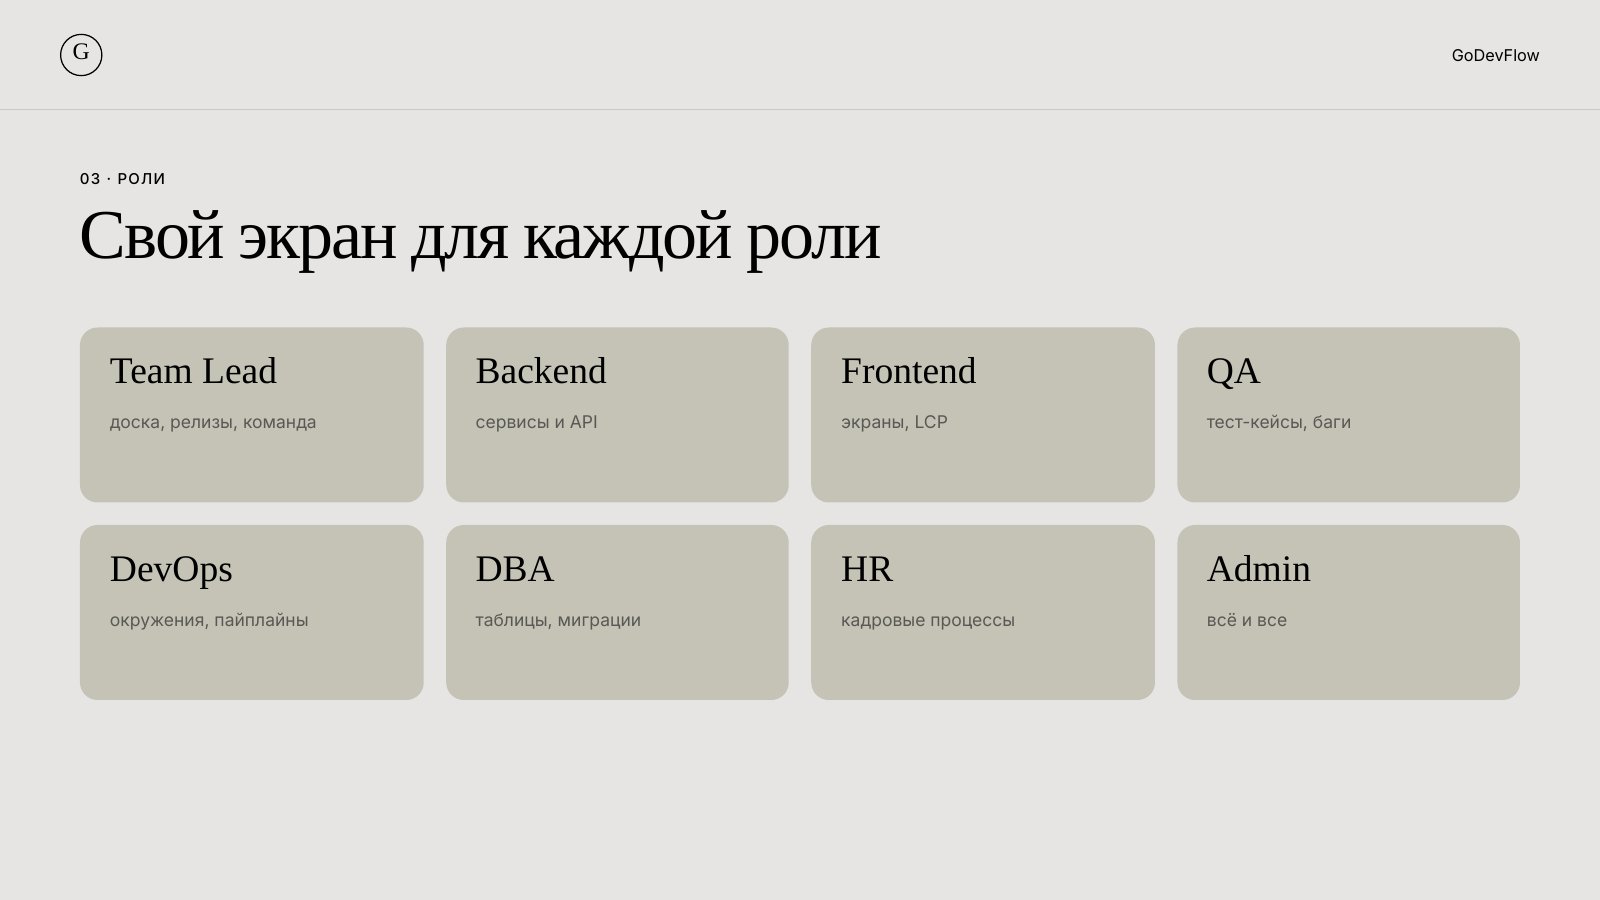 G
GoDevFlow
03 · РОЛИ
Свой экран для каждой роли
Team Lead
доска, релизы, команда
Backend
сервисы и API
Frontend
экраны, LCP
QA
тест-кейсы, баги
DevOps
окружения, пайплайны
DBA
таблицы, миграции
HR
кадровые процессы
Admin
всё и все